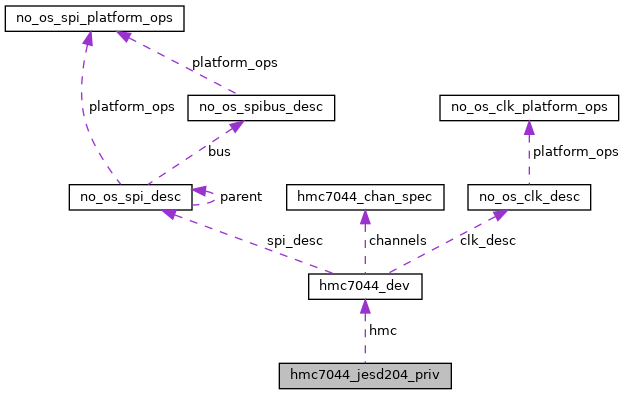 no_os_spi_platform_ops
platform_ops
no_os_spibus_desc
no_os_clk_platform_ops
platform_ops
bus
platform_ops
no_os_spi_desc
parent
hmc7044_chan_spec
no_os_clk_desc
spi_desc
channels
clk_desc
hmc7044_dev
hmc
hmc7044_jesd204_priv